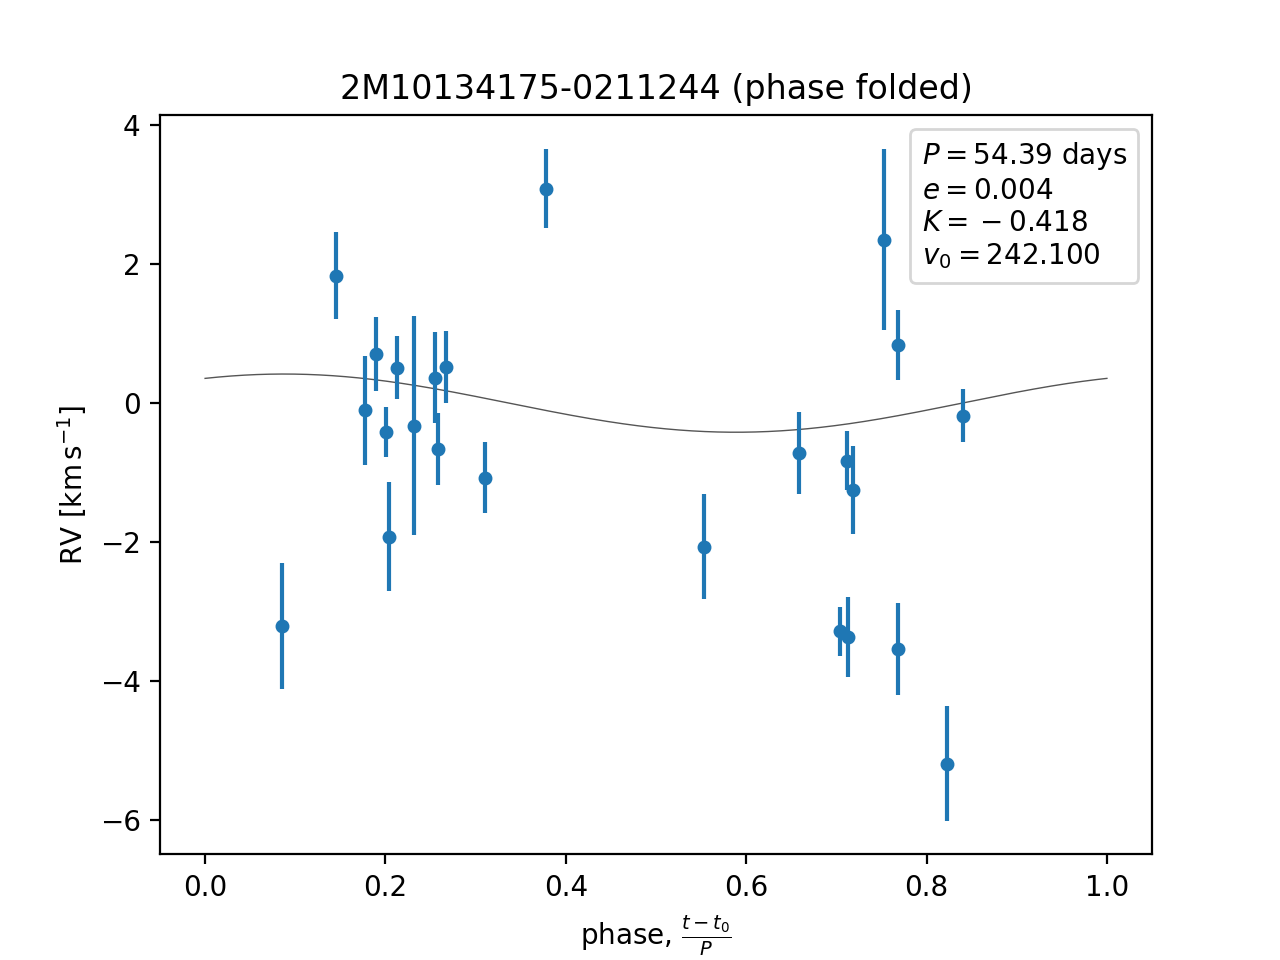 2M10134175-0211244 (phase folded)
P = 54.39 days
e = 0.004
K = −0.418
v₀ = 242.100
4
2
0
−2
−4
−6
RV [km s⁻¹]
0.0 0.2 0.4 0.6 0.8 1.0
phase, (t − t₀)/P